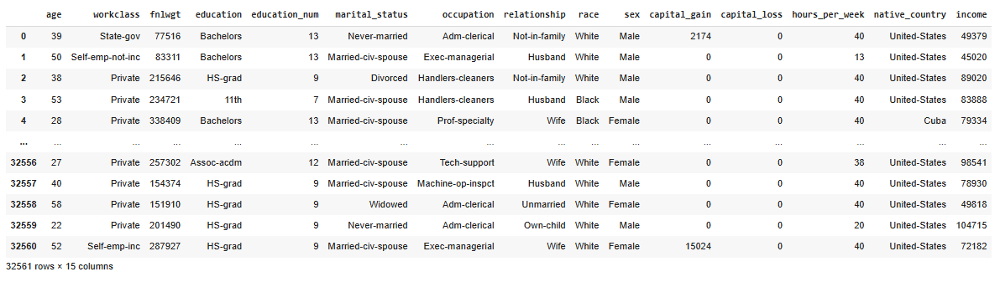 age workclass fnlwgt education education_num marital_status occupation relationship race sex capital_gain capital_loss hours_per_week native_country income
0 39 State-gov 77516 Bachelors 13 Never-married Adm-clerical Not-in-family White Male 2174 0 40 United-States 49379
1 50 Self-emp-not-inc 83311 Bachelors 13 Married-civ-spouse Exec-managerial Husband White Male 0 0 13 United-States 45020
2 38 Private 215646 HS-grad 9 Divorced Handlers-cleaners Not-in-family White Male 0 0 40 United-States 89020
3 53 Private 234721 11th 7 Married-civ-spouse Handlers-cleaners Husband Black Male 0 0 40 United-States 83888
4 28 Private 338409 Bachelors 13 Married-civ-spouse Prof-specialty Wife Black Female 0 0 40 Cuba 79334
... ... ... ... ... ... ... ... ... ... ... ... ... ... ... ...
32556 27 Private 257302 Assoc-acdm 12 Married-civ-spouse Tech-support Wife White Female 0 0 38 United-States 98541
32557 40 Private 154374 HS-grad 9 Married-civ-spouse Machine-op-inspct Husband White Male 0 0 40 United-States 78930
32558 58 Private 151910 HS-grad 9 Widowed Adm-clerical Unmarried White Female 0 0 40 United-States 49818
32559 22 Private 201490 HS-grad 9 Never-married Adm-clerical Own-child White Male 0 0 20 United-States 104715
32560 52 Self-emp-inc 287927 HS-grad 9 Married-civ-spouse Exec-managerial Wife White Female 15024 0 40 United-States 72182
32561 rows × 15 columns